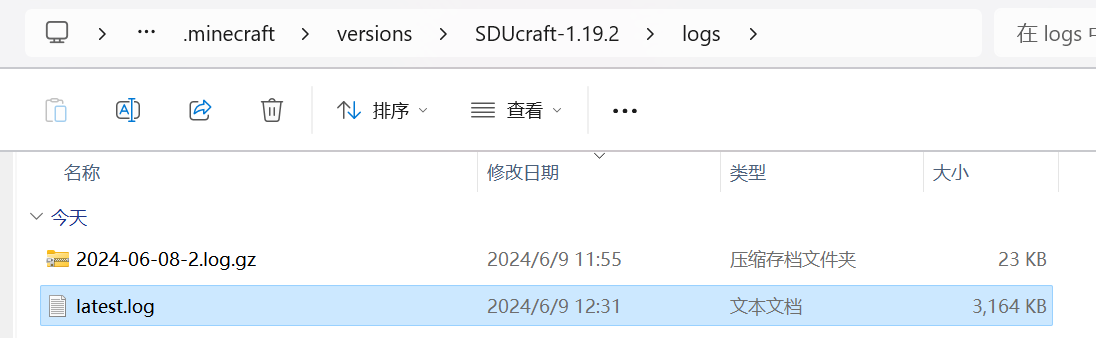 … .minecraft versions SDUcraft-1.19.2 logs 在 logs
排序 查看
名称 修改日期 类型 大小
今天
2024-06-08-2.log.gz 2024/6/9 11:55 压缩存档文件夹 23 KB
latest.log 2024/6/9 12:31 文本文档 3,164 KB